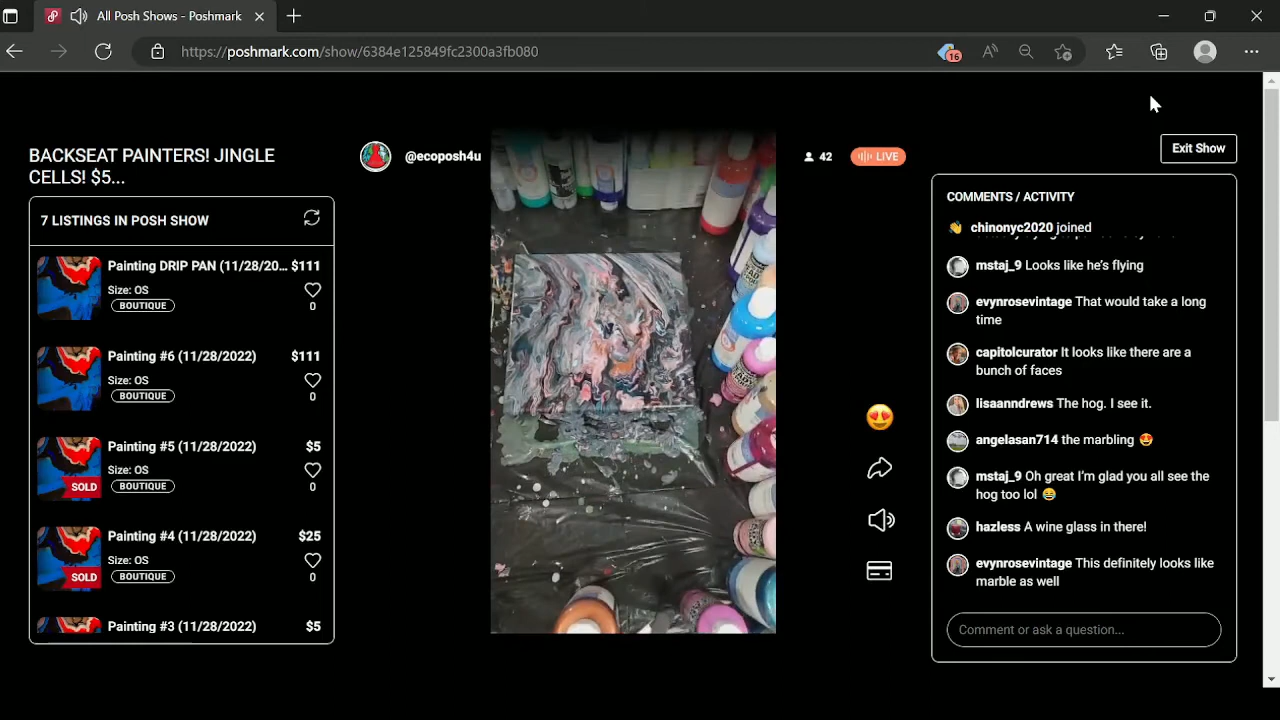 All Posh Shows - Poshmark
https://poshmark.com/show/6384e125849fc2300a3fb080
16
BACKSEAT PAINTERS! JINGLE
CELLS! $5...
7 LISTINGS IN POSH SHOW
Painting DRIP PAN (11/28/20... $111
Size: OS
BOUTIQUE
0
Painting #6 (11/28/2022) $111
Size: OS
BOUTIQUE
0
Painting #5 (11/28/2022) $5
Size: OS
SOLD
BOUTIQUE
0
Painting #4 (11/28/2022) $25
Size: OS
SOLD
BOUTIQUE
0
Painting #3 (11/28/2022) $5
@ecoposh4u
42
LIVE
Exit Show
COMMENTS / ACTIVITY
chinonyc2020 joined
mstaj_9 Looks like he's flying
evynrosevintage That would take a long
time
capitolcurator It looks like there are a
bunch of faces
lisaanndrews The hog. I see it.
angelasan714 the marbling 😍
mstaj_9 Oh great I'm glad you all see the
hog too lol 😂
hazless A wine glass in there!
evynrosevintage This definitely looks like
marble as well
Comment or ask a question...